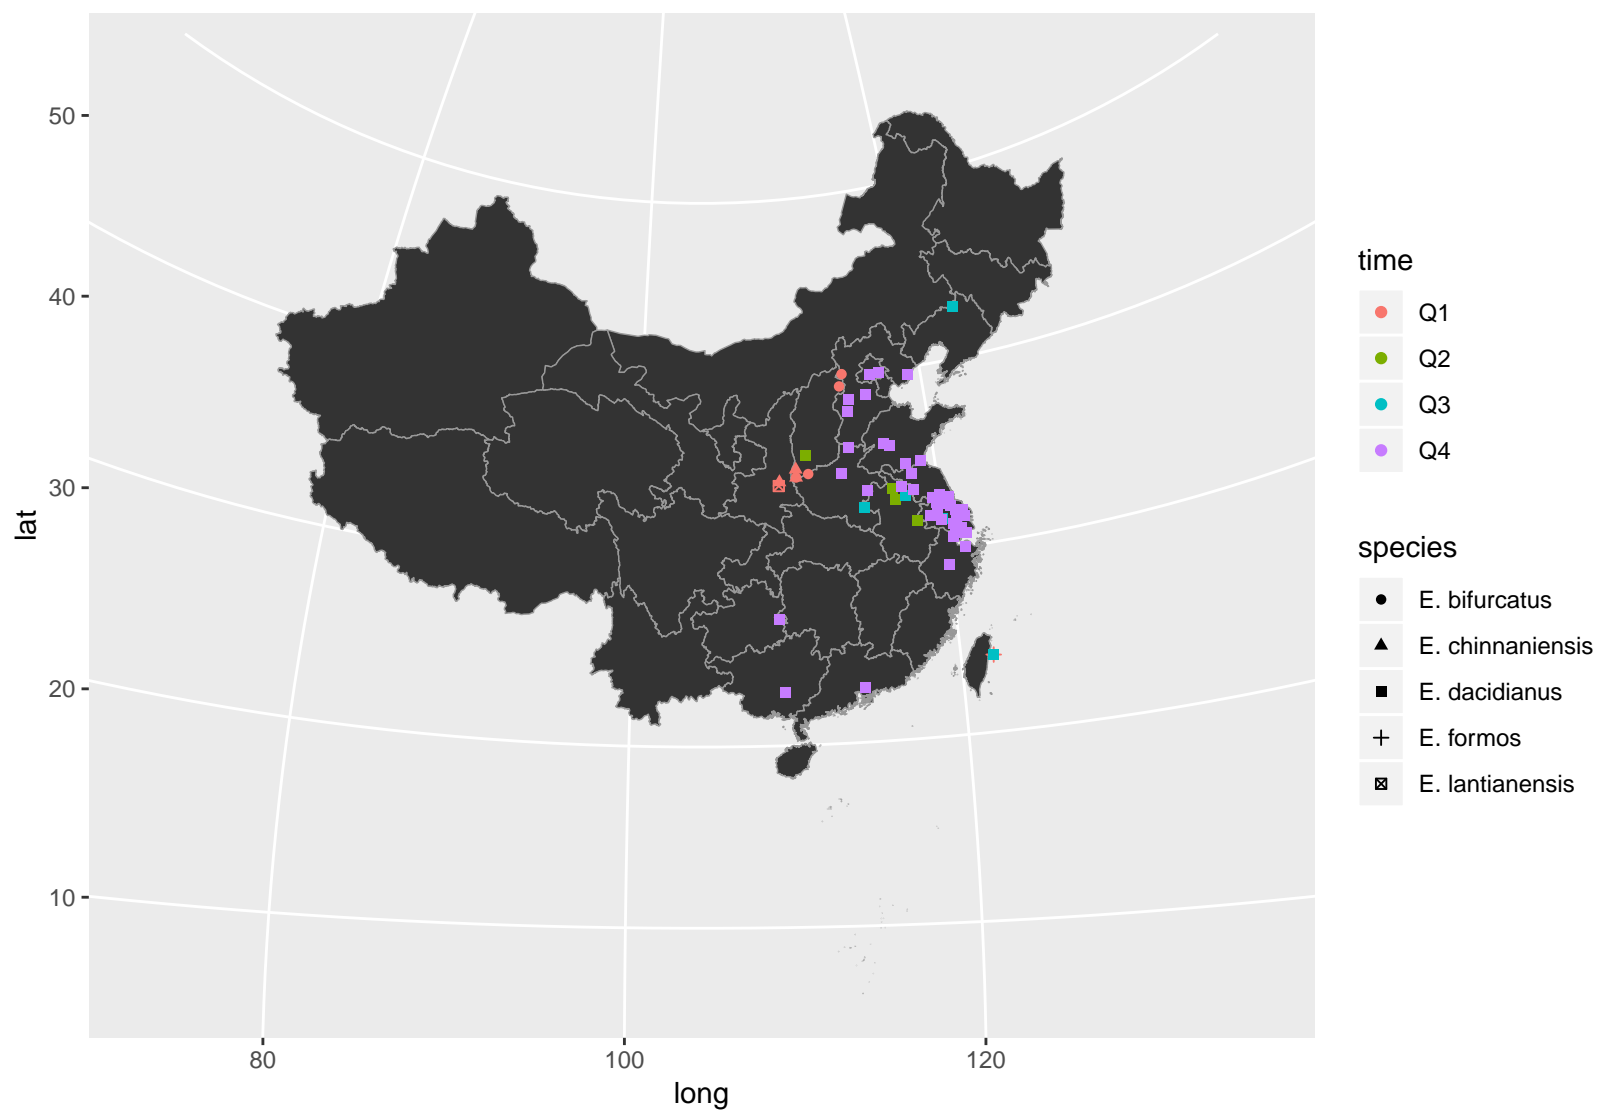 50
40
30
20
10
lat
80
100
120
long
time
Q1
Q2
Q3
Q4
species
E. bifurcatus
E. chinnaniensis
E. dacidianus
E. formos
E. lantianensis